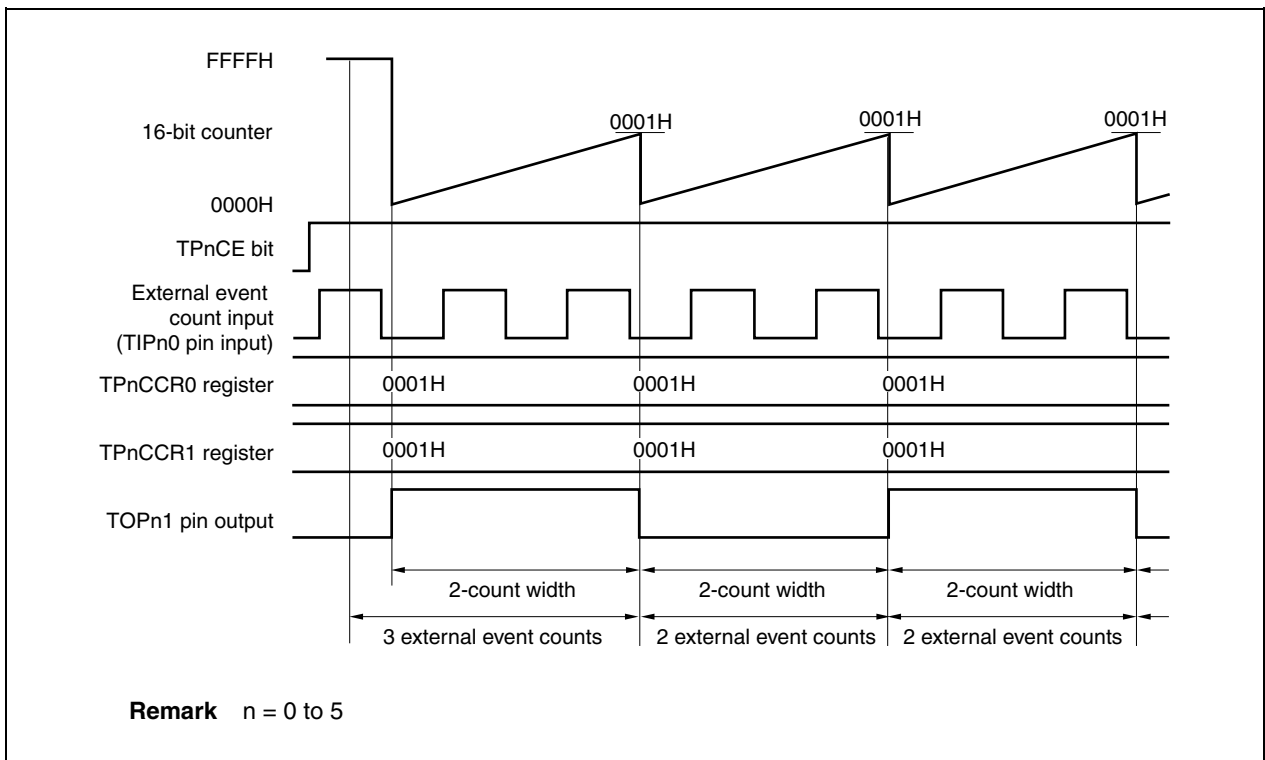 FFFFH
16-bit counter
0001H 0001H 0001H
0000H
TPnCE bit
External event
count input
(TIPn0 pin input)
TPnCCR0 register
0001H 0001H 0001H
TPnCCR1 register
0001H 0001H 0001H
TOPn1 pin output
2-count width 2-count width 2-count width
3 external event counts 2 external event counts 2 external event counts
Remark n = 0 to 5